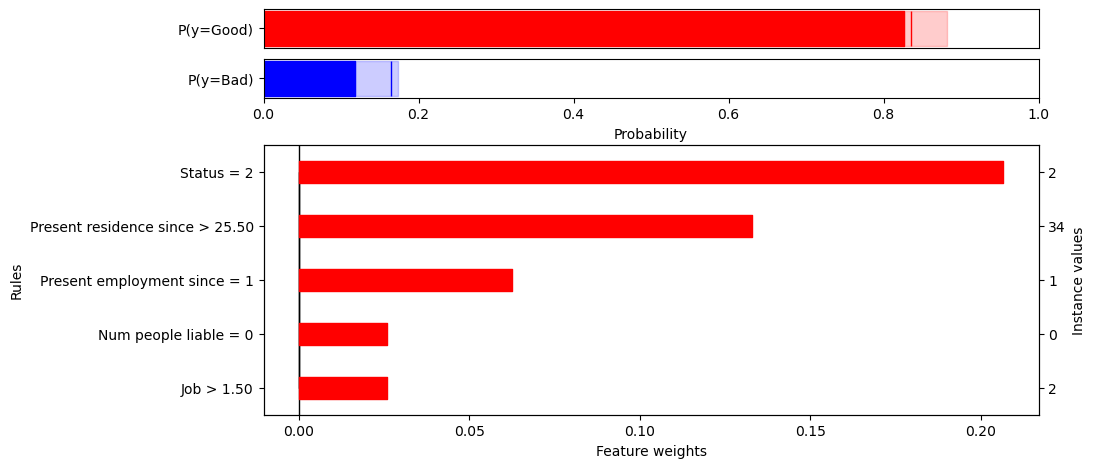 P(y=Good)
P(y=Bad)
0.0 0.2 0.4 0.6 0.8 1.0
Probability
Status = 2 2
Present residence since > 25.50 34
Present employment since = 1 1
Num people liable = 0 0
Job > 1.50 2
Rules
Instance values
0.00 0.05 0.10 0.15 0.20
Feature weights